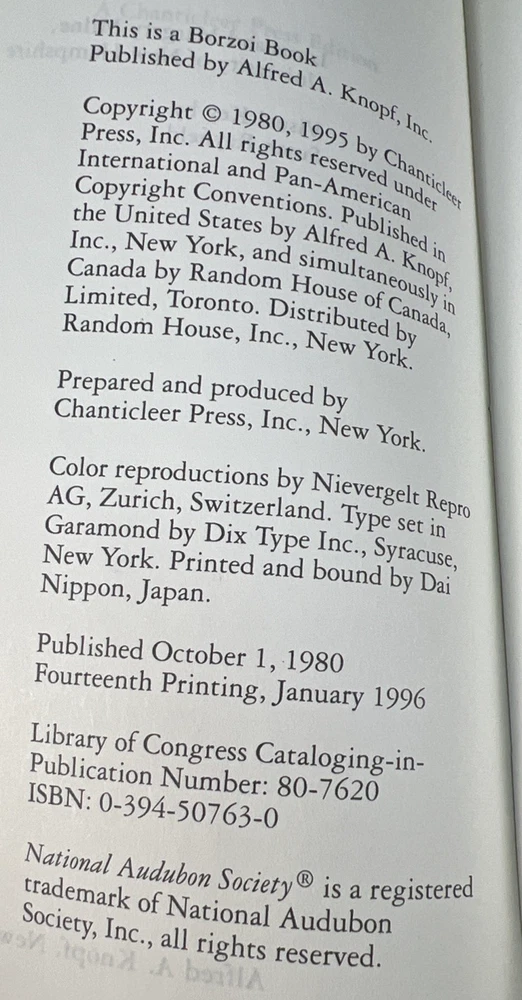 This is a Borzoi Book
Published by Alfred A. Knopf, Inc.
Copyright © 1980, 1995 by Chanticleer
Press, Inc. All rights reserved under
International and Pan-American
Copyright Conventions. Published in
the United States by Alfred A. Knopf,
Inc., New York, and simultaneously in
Canada by Random House of Canada,
Limited, Toronto. Distributed by
Random House, Inc., New York.
Prepared and produced by
Chanticleer Press, Inc., New York.
Color reproductions by Nievergelt Repro
AG, Zurich, Switzerland. Type set in
Garamond by Dix Type Inc., Syracuse,
New York. Printed and bound by Dai
Nippon, Japan.
Published October 1, 1980
Fourteenth Printing, January 1996
Library of Congress Cataloging-in-
Publication Number: 80-7620
ISBN: 0-394-50763-0
National Audubon Society® is a registered
trademark of National Audubon
Society, Inc., all rights reserved.